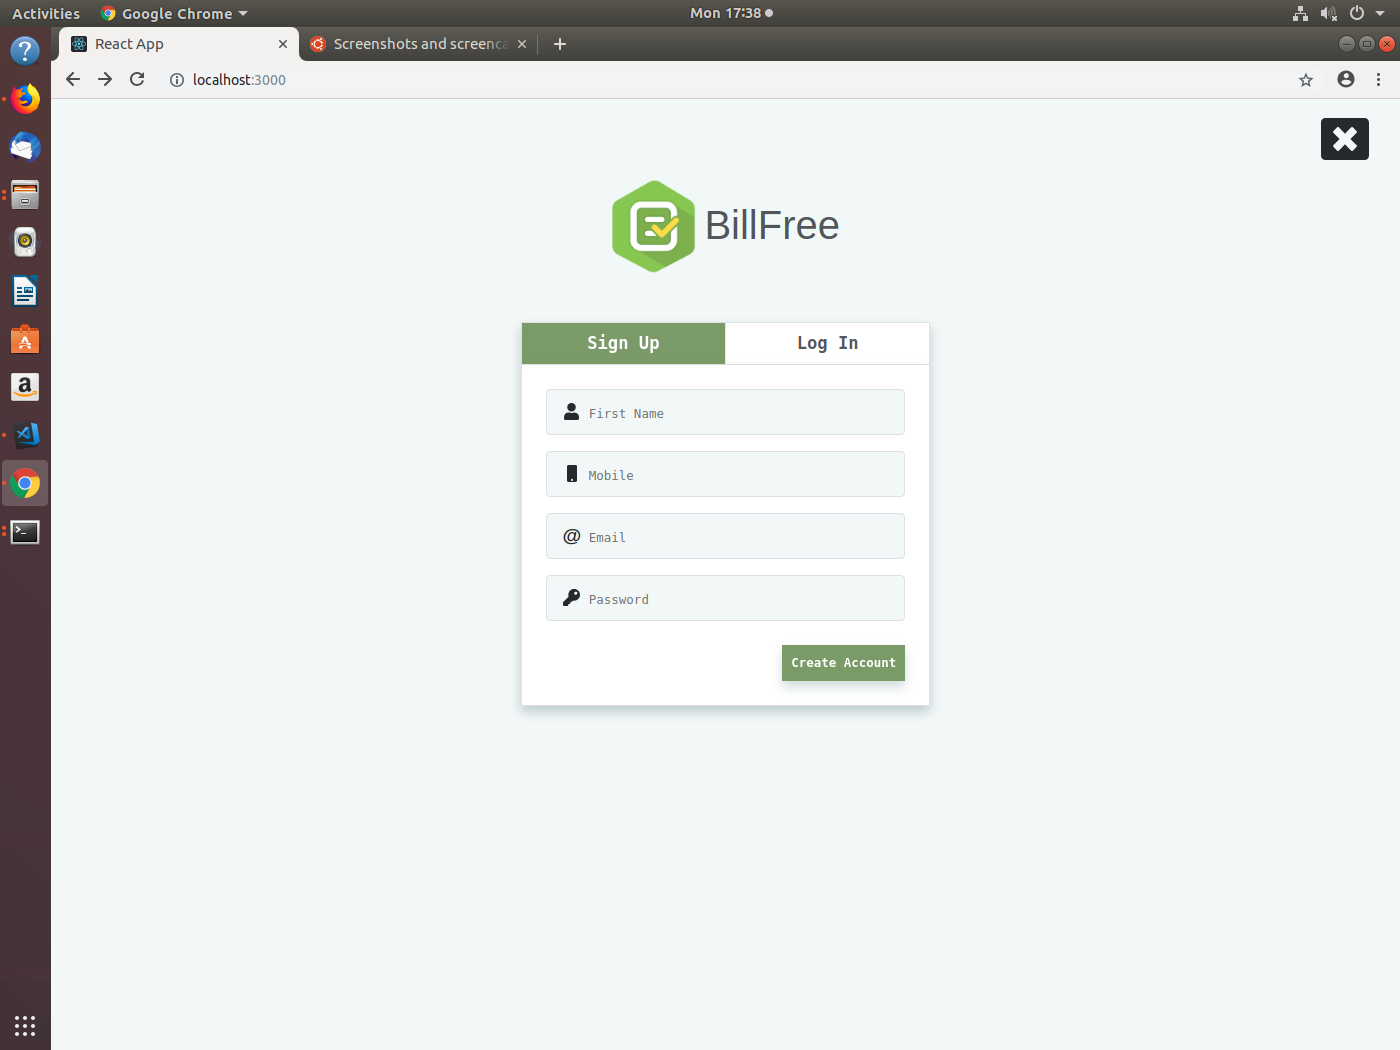 Activities Google Chrome Mon 17:38
React App Screenshots and screenca
localhost:3000
BillFree
Sign Up Log In
First Name
Mobile
@ Email
Password
Create Account